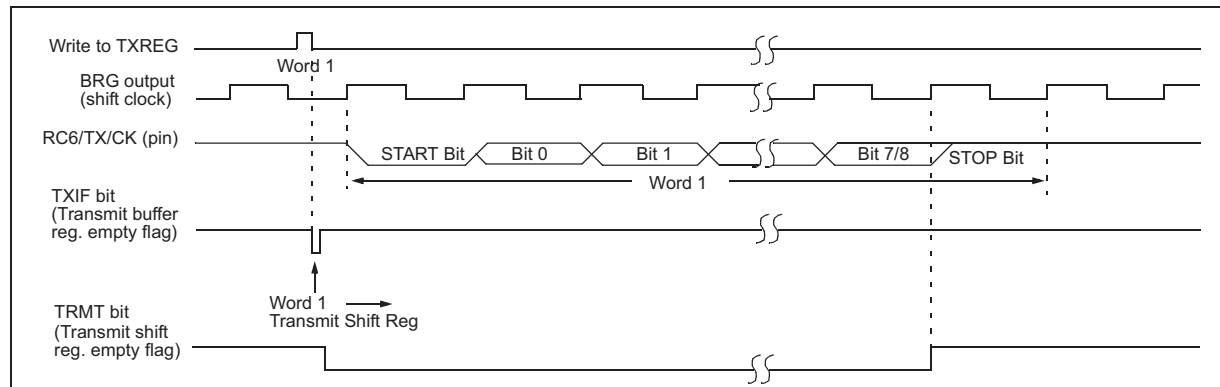 Write to TXREG
Word 1
BRG output
(shift clock)
RC6/TX/CK (pin)
START Bit
Bit 0
Bit 1
Bit 7/8
STOP Bit
Word 1
TXIF bit
(Transmit buffer
reg. empty flag)
Word 1
Transmit Shift Reg
TRMT bit
(Transmit shift
reg. empty flag)